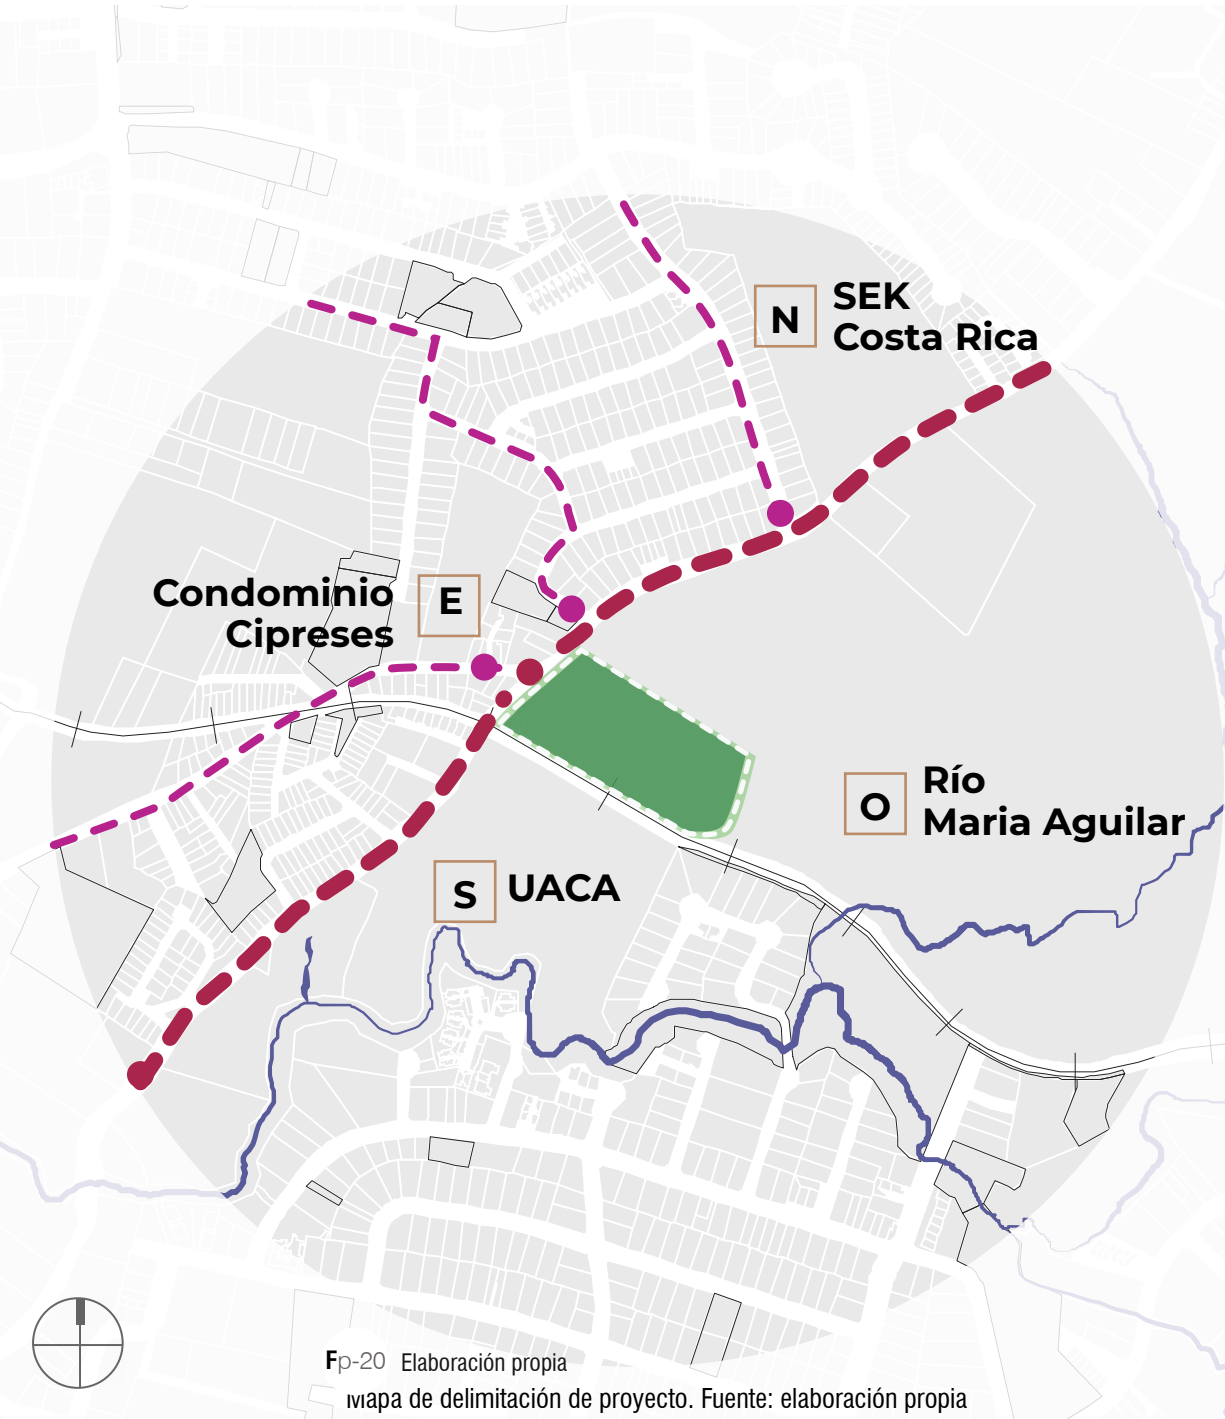 N
SEK
Costa Rica
Condominio
Cipreses
E
O
Río
Maria Aguilar
S
UACA
Fp-20 Elaboración propia
Mapa de delimitación de proyecto. Fuente: elaboración propia